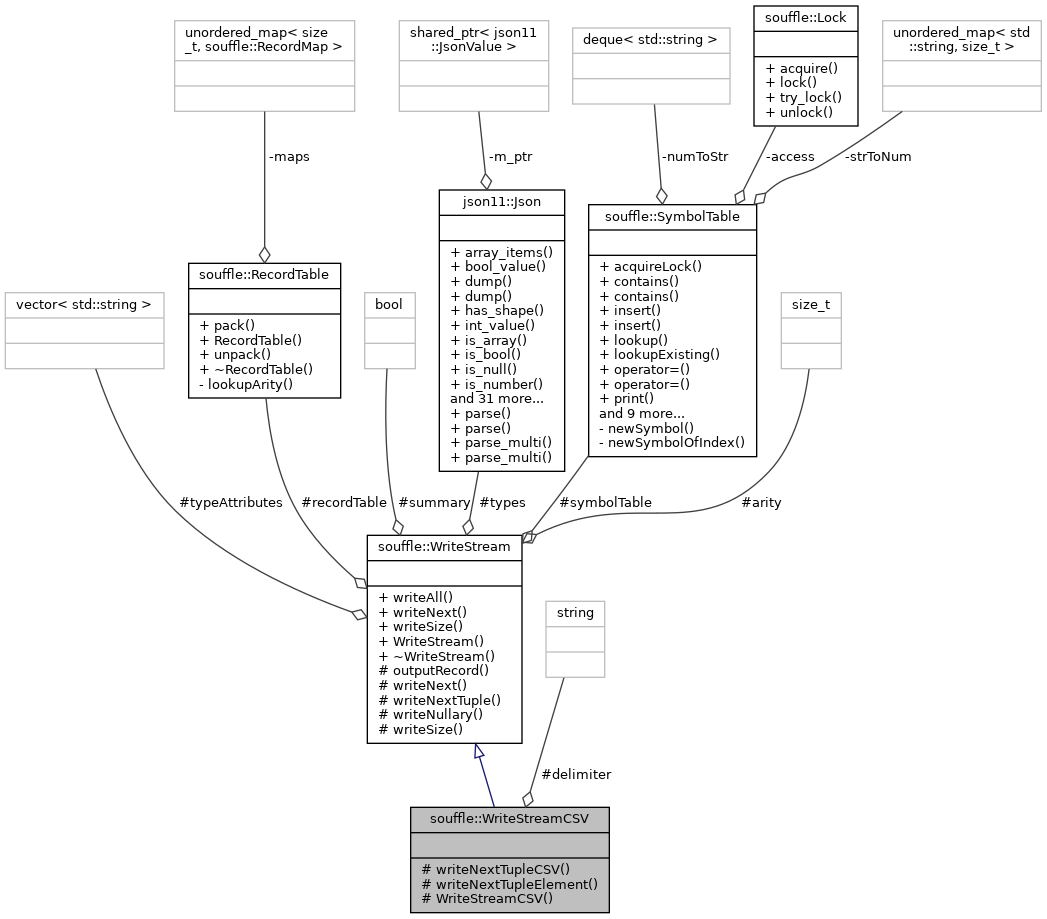 unordered_map< size
_t, souffle::RecordMap >
shared_ptr< json11
::JsonValue >
deque< std::string >
souffle::Lock
+ acquire()
+ lock()
+ try_lock()
+ unlock()
unordered_map< std
::string, size_t >
-maps
-m_ptr
-numToStr
-access
-strToNum
json11::Json
+ array_items()
+ bool_value()
+ dump()
+ dump()
+ has_shape()
+ int_value()
+ is_array()
+ is_bool()
+ is_null()
+ is_number()
and 31 more...
+ parse()
+ parse()
+ parse_multi()
+ parse_multi()
souffle::SymbolTable
+ acquireLock()
+ contains()
+ contains()
+ insert()
+ insert()
+ lookup()
+ lookupExisting()
+ operator=()
+ operator=()
+ print()
and 9 more...
- newSymbol()
- newSymbolOfIndex()
souffle::RecordTable
+ pack()
+ RecordTable()
+ unpack()
+ ~RecordTable()
- lookupArity()
vector< std::string >
bool
size_t
#typeAttributes
#recordTable
#summary
#types
#symbolTable
#arity
souffle::WriteStream
+ writeAll()
+ writeNext()
+ writeSize()
+ WriteStream()
+ ~WriteStream()
# outputRecord()
# writeNext()
# writeNextTuple()
# writeNullary()
# writeSize()
string
#delimiter
souffle::WriteStreamCSV
# writeNextTupleCSV()
# writeNextTupleElement()
# WriteStreamCSV()